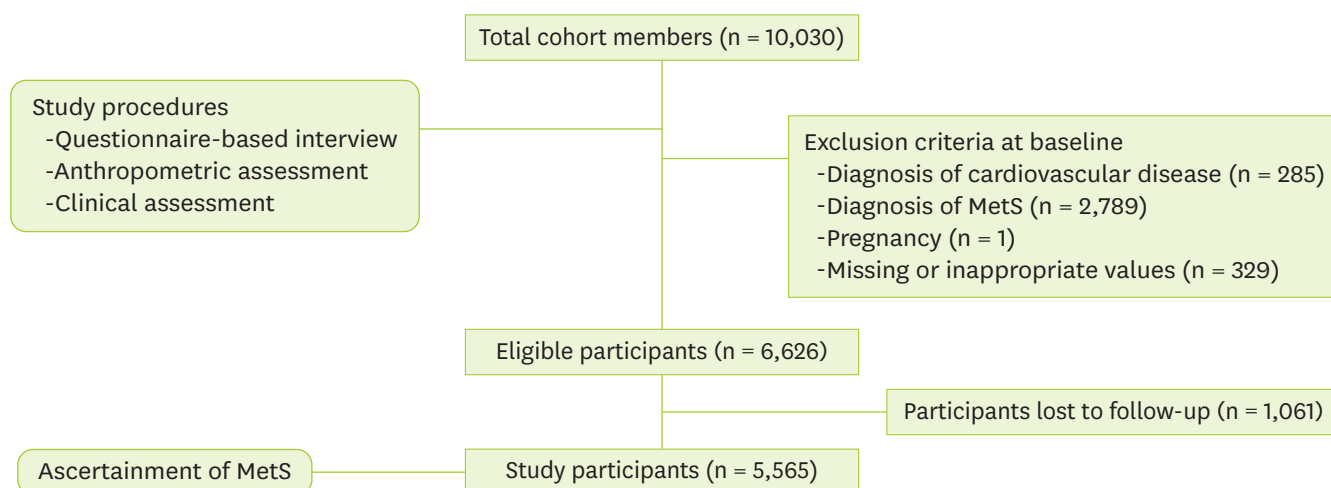 Total cohort members (n = 10,030)
Study procedures
-Questionnaire-based interview
-Anthropometric assessment
-Clinical assessment
Exclusion criteria at baseline
-Diagnosis of cardiovascular disease (n = 285)
-Diagnosis of MetS (n = 2,789)
-Pregnancy (n = 1)
-Missing or inappropriate values (n = 329)
Eligible participants (n = 6,626)
Participants lost to follow-up (n = 1,061)
Ascertainment of MetS
Study participants (n = 5,565)